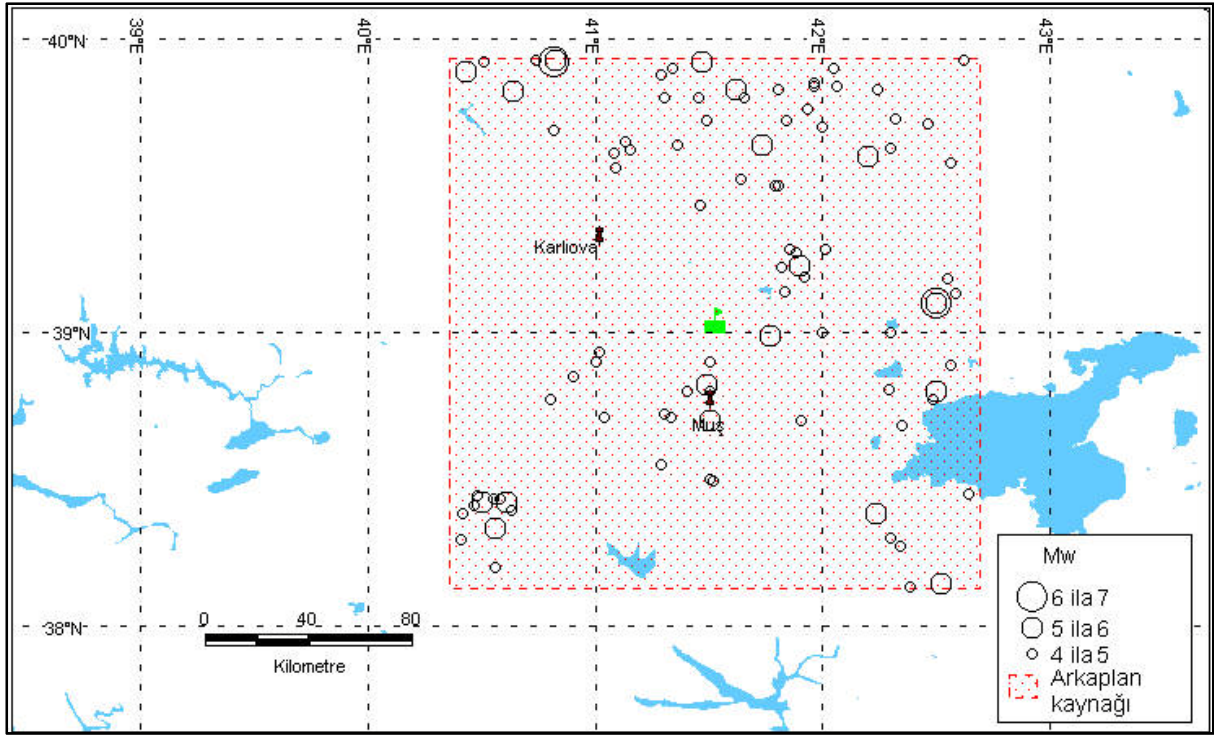 39°E
40°E
41°E
42°E
43°E
40°N
Karlıova
39°N
Muş
38°N
0 40 80
Kilometre
Mw
6 ila 7
5 ila 6
4 ila 5
Arkaplan
kaynağı